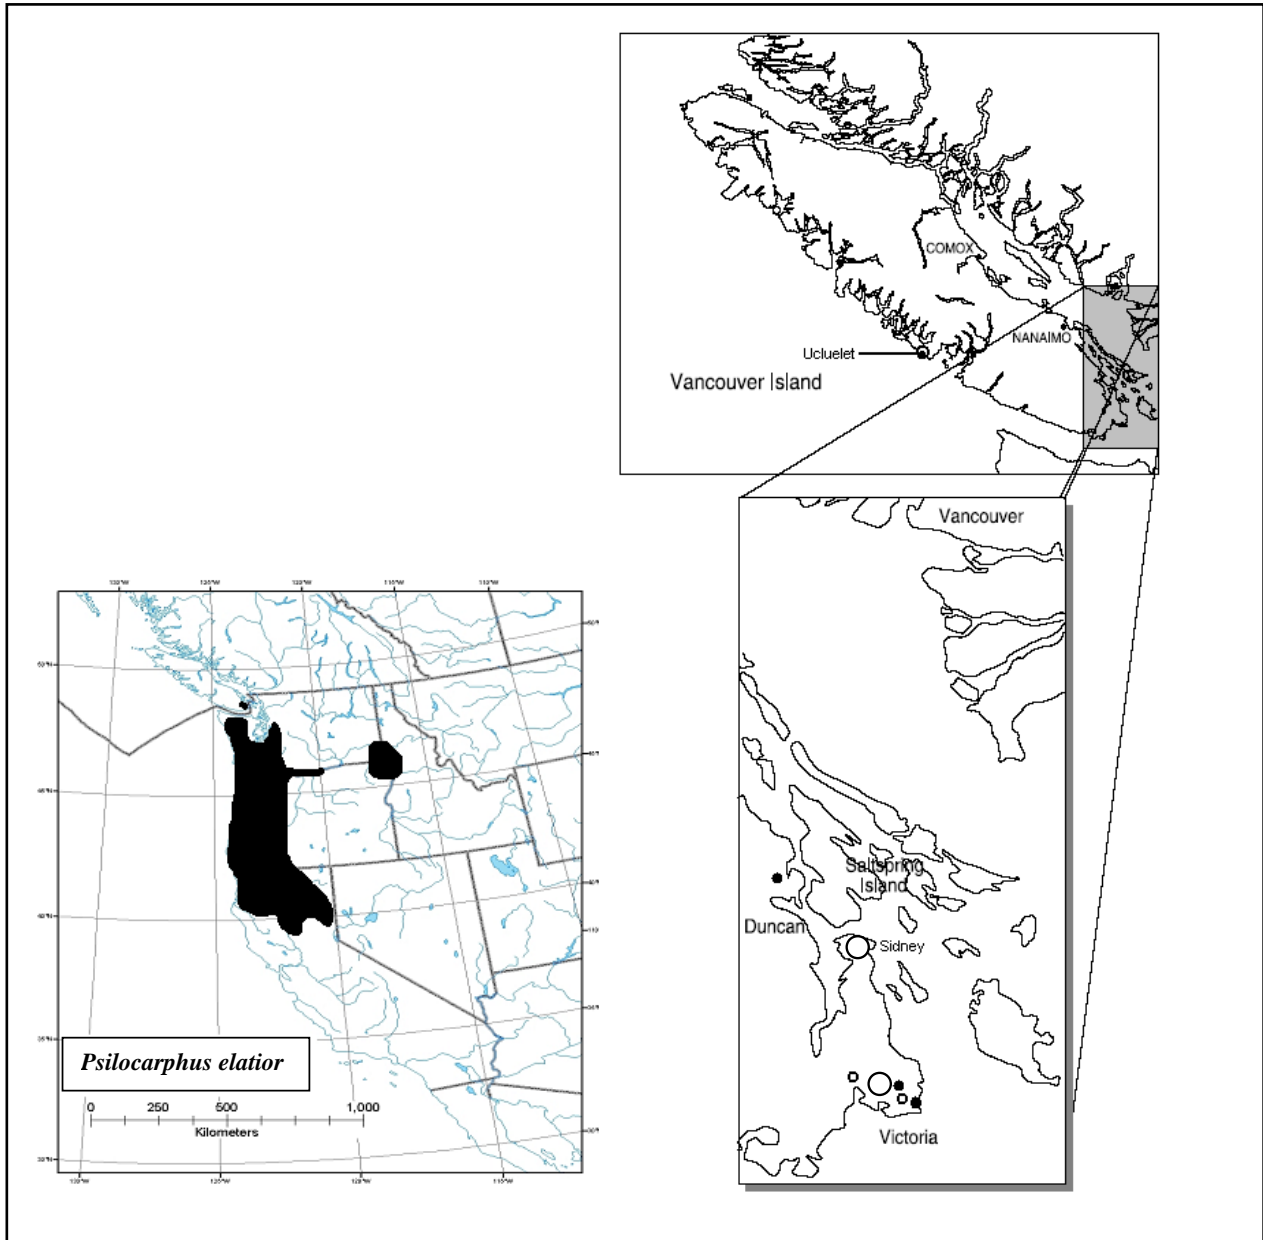 COMOX
NANAIMO
Ucluelet
Vancouver Island
Vancouver
Saltspring
Island
Duncan
Sidney
Victoria
Psilocarphus elatior
0 250 500 1,000
Kilometers